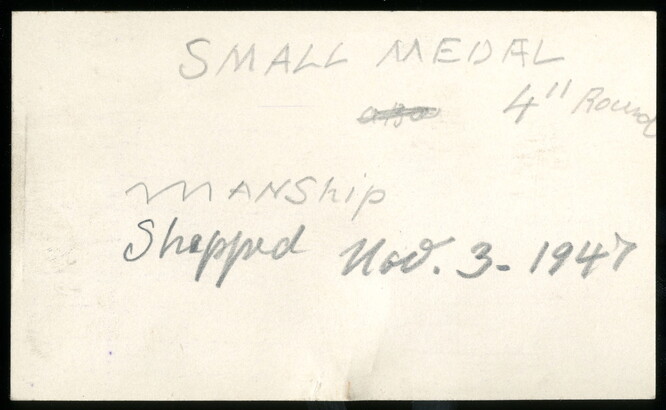 SMALL MEDAL
4" Round
MANShip
Shipped Nov. 3 - 1947